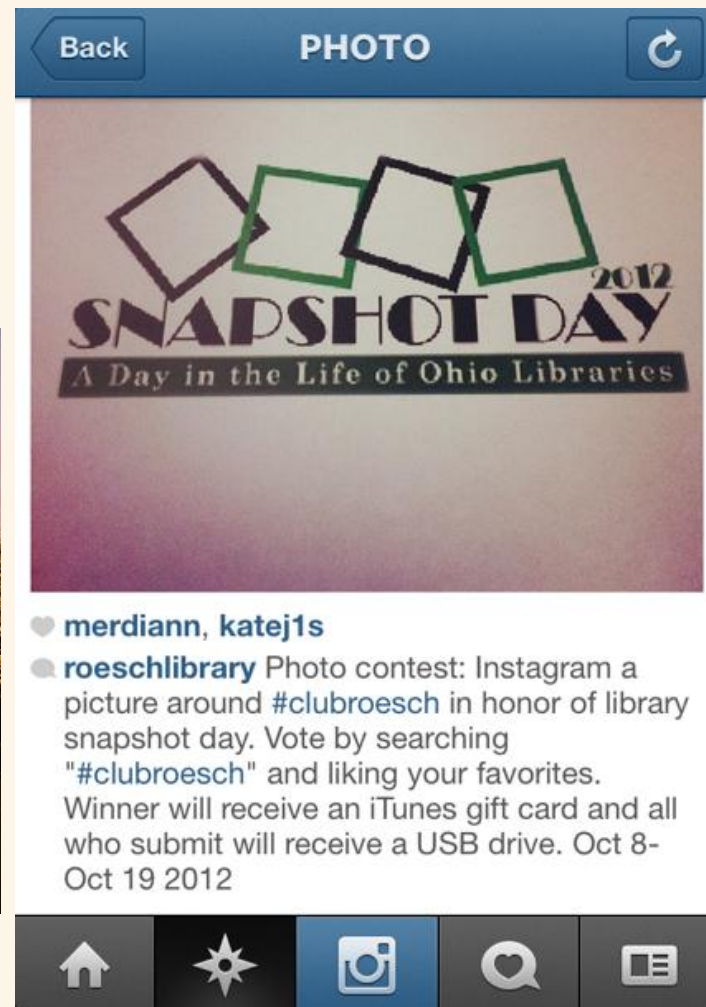 Back
PHOTO
2012
SNAPSHOT DAY
A Day in the Life of Ohio Libraries
merdiann, katej1s
roeschlibrary Photo contest: Instagram a
picture around #clubroesch in honor of library
snapshot day. Vote by searching
"#clubroesch" and liking your favorites.
Winner will receive an iTunes gift card and all
who submit will receive a USB drive. Oct 8-
Oct 19 2012